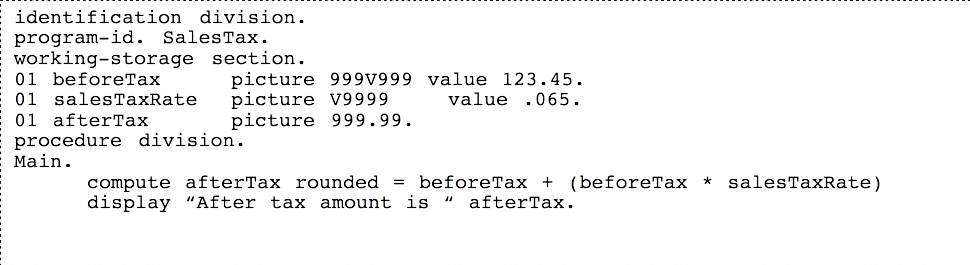 identification division.
program-id. SalesTax.
working-storage section.
01 beforeTax picture 999V999 value 123.45.
01 salesTaxRate picture V9999 value .065.
01 afterTax picture 999.99.
procedure division.
Main.
compute afterTax rounded = beforeTax + (beforeTax * salesTaxRate)
display “After tax amount is “ afterTax.